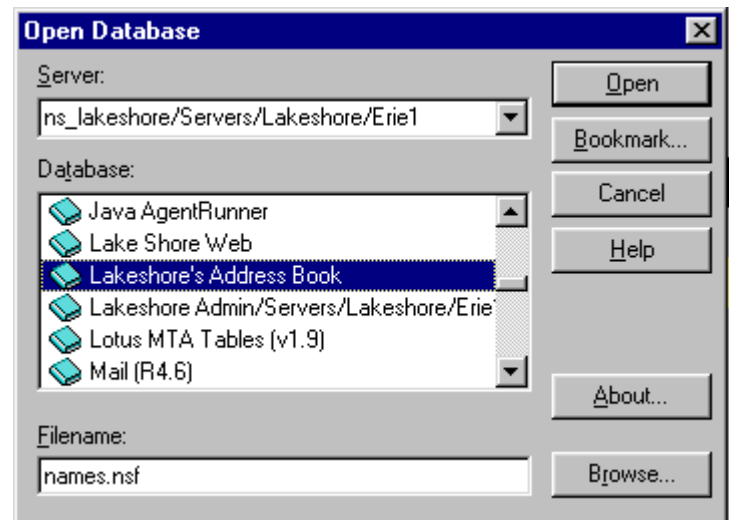 Open Database
Server:
ns_lakeshore/Servers/Lakeshore/Erie1
Database:
Java AgentRunner
Lake Shore Web
Lakeshore's Address Book
Lakeshore Admin/Servers/Lakeshore/Erie
Lotus MTA Tables (v1.9)
Mail (R4.6)
Filename:
names.nsf
Open
Bookmark...
Cancel
Help
About...
Browse...